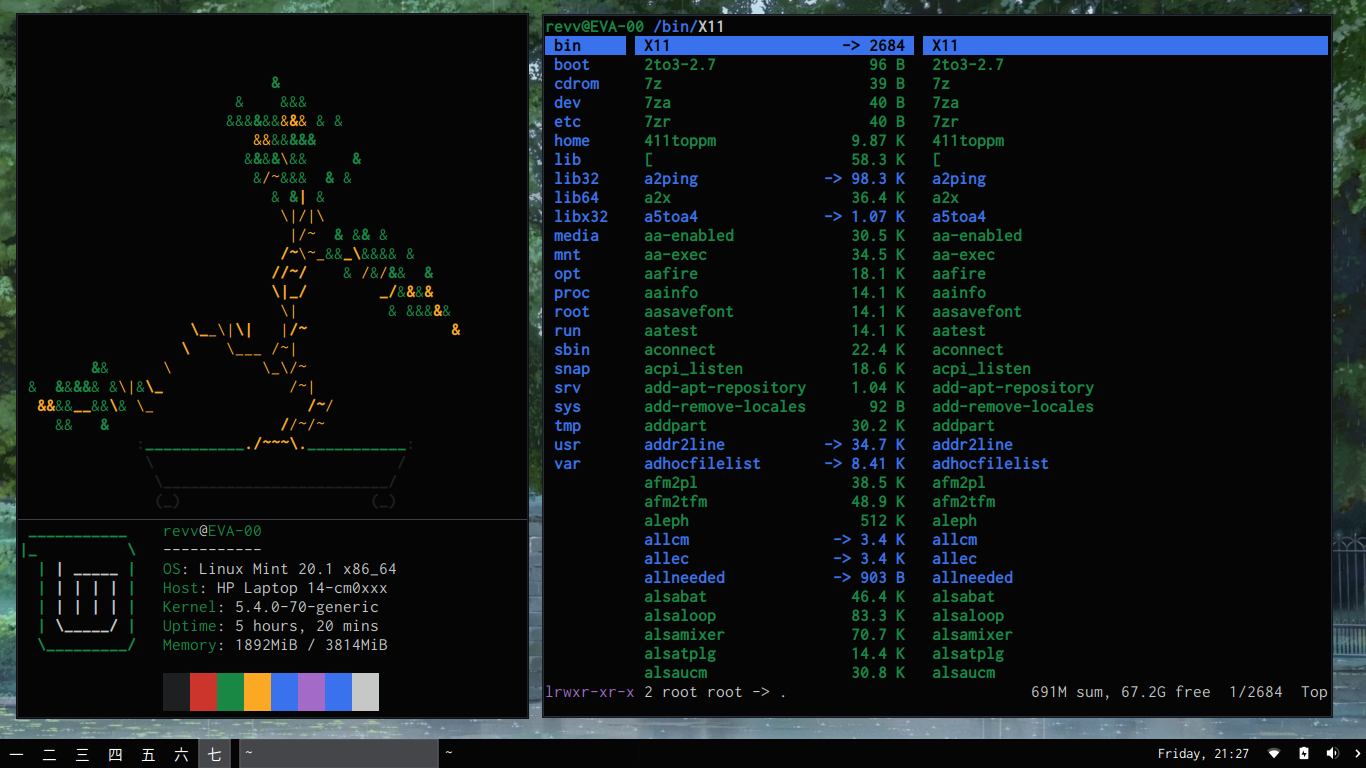 revv@EVA-00
-----------
OS: Linux Mint 20.1 x86_64
Host: HP Laptop 14-cm0xxx
Kernel: 5.4.0-70-generic
Uptime: 5 hours, 20 mins
Memory: 1892MiB / 3814MiB
revv@EVA-00 /bin/X11
bin X11 -> 2684 X11
boot 2to3-2.7 96 B 2to3-2.7
cdrom 7z 39 B 7z
dev 7za 40 B 7za
etc 7zr 40 B 7zr
home 411toppm 9.87 K 411toppm
lib [ 58.3 K [
lib32 a2ping -> 98.3 K a2ping
lib64 a2x 36.4 K a2x
libx32 a5toa4 -> 1.07 K a5toa4
media aa-enabled 30.5 K aa-enabled
mnt aa-exec 34.5 K aa-exec
opt aafire 18.1 K aafire
proc aainfo 14.1 K aainfo
root aasavefont 14.1 K aasavefont
run aatest 14.1 K aatest
sbin aconnect 22.4 K aconnect
snap acpi_listen 18.6 K acpi_listen
srv add-apt-repository 1.04 K add-apt-repository
sys add-remove-locales 92 B add-remove-locales
tmp addpart 30.2 K addpart
usr addr2line -> 34.7 K addr2line
var adhocfilelist -> 8.41 K adhocfilelist
afm2pl 38.5 K afm2pl
afm2tfm 48.9 K afm2tfm
aleph 512 K aleph
allcm -> 3.4 K allcm
allec -> 3.4 K allec
allneeded -> 903 B allneeded
alsabat 46.4 K alsabat
alsaloop 83.3 K alsaloop
alsamixer 70.7 K alsamixer
alsatplg 14.4 K alsatplg
alsaucm 30.8 K alsaucm
lrwxr-xr-x 2 root root -> . 691M sum, 67.2G free 1/2684 Top
一 二 三 四 五 六 七 ~ ~ Friday, 21:27